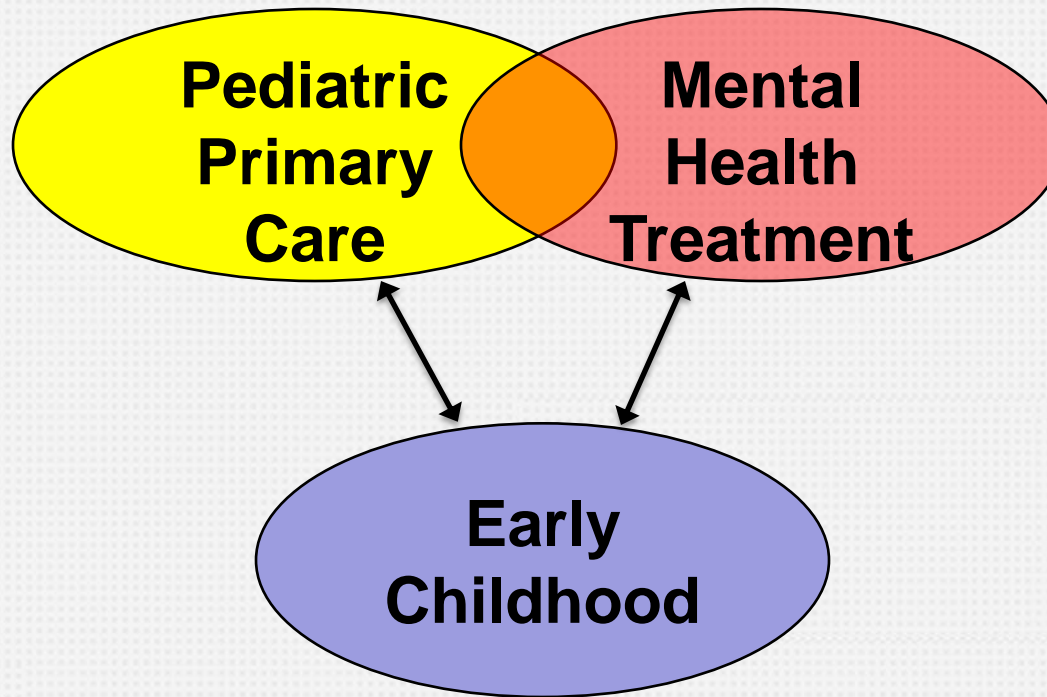 Pediatric
Primary
Care
Mental
Health
Treatment
Early
Childhood